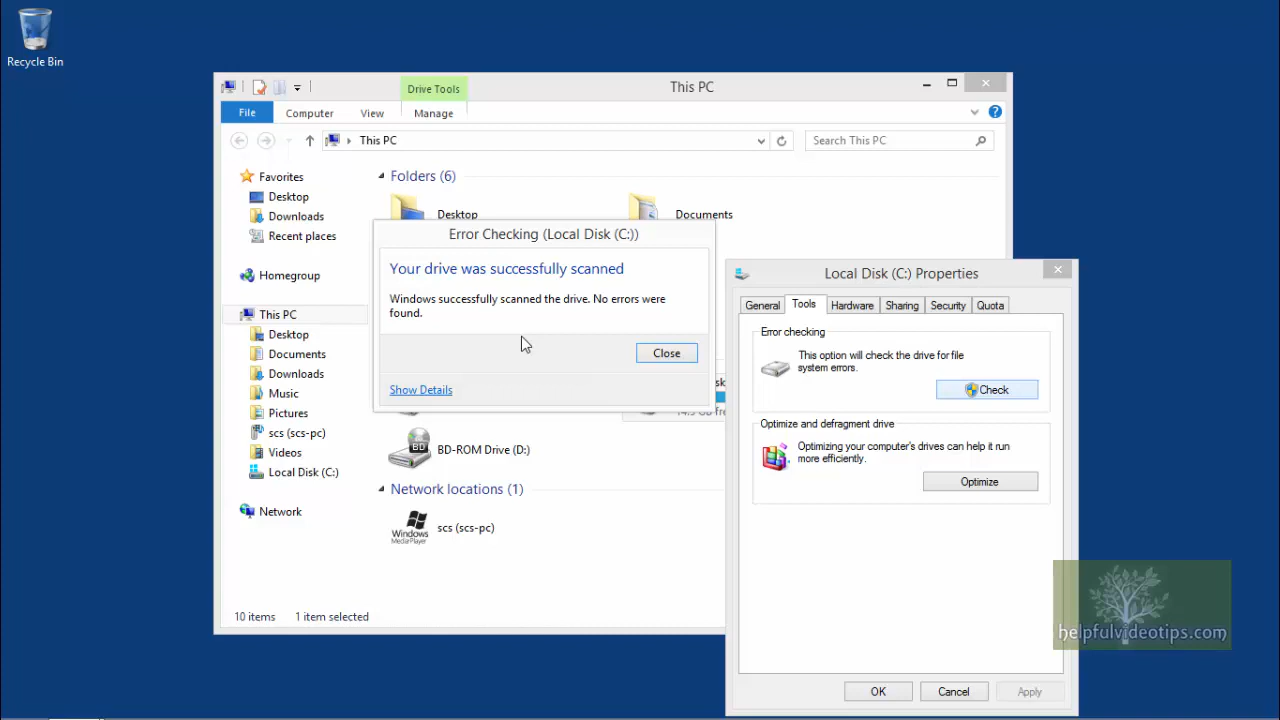 Recycle Bin
Drive Tools
This PC
File
Computer
View
Manage
This PC
Search This PC
Favorites
Desktop
Downloads
Recent places
Homegroup
This PC
Desktop
Documents
Downloads
Music
Pictures
scs (scs-pc)
Videos
Local Disk (C:)
Network
Folders (6)
Desktop
Documents
BD
BD-ROM Drive (D:)
Network locations (1)
Windows
MediaPlayer
scs (scs-pc)
10 items
1 item selected
Error Checking (Local Disk (C:))
Your drive was successfully scanned
Windows successfully scanned the drive. No errors were
found.
Close
Show Details
Local Disk (C:) Properties
General
Tools
Hardware
Sharing
Security
Quota
Error checking
This option will check the drive for file
system errors.
Check
Optimize and defragment drive
Optimizing your computer's drives can help it run
more efficiently.
Optimize
OK
Cancel
Apply
helpfulvideotips.com